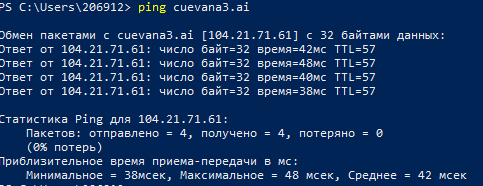 PS C:\Users\206912> ping cuevana3.ai
Обмен пакетами с cuevana3.ai [104.21.71.61] с 32 байтами данных:
Ответ от 104.21.71.61: число байт=32 время=42мс TTL=57
Ответ от 104.21.71.61: число байт=32 время=48мс TTL=57
Ответ от 104.21.71.61: число байт=32 время=40мс TTL=57
Ответ от 104.21.71.61: число байт=32 время=38мс TTL=57
Статистика Ping для 104.21.71.61:
Пакетов: отправлено = 4, получено = 4, потеряно = 0
(0% потерь)
Приблизительное время приема-передачи в мс:
Минимальное = 38мсек, Максимальное = 48 мсек, Среднее = 42 мсек